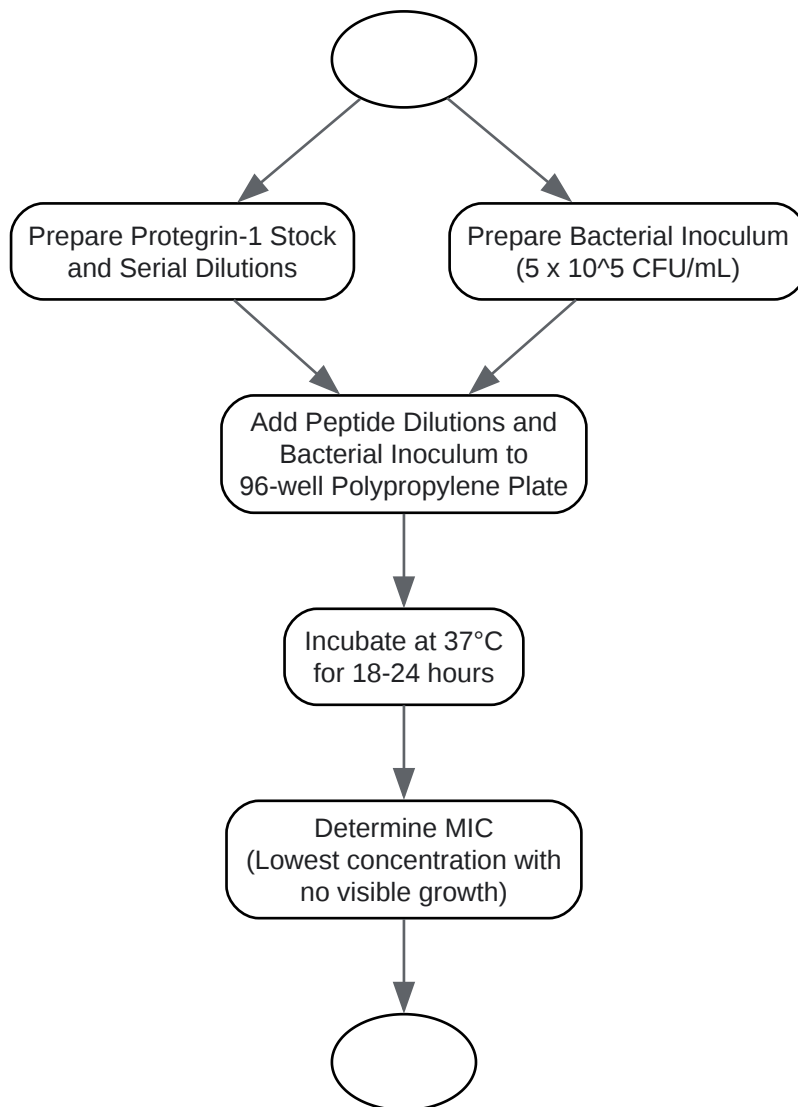 Prepare Protegrin-1 Stock
and Serial Dilutions
Prepare Bacterial Inoculum
(5 x 10^5 CFU/mL)
Add Peptide Dilutions and
Bacterial Inoculum to
96-well Polypropylene Plate
Incubate at 37°C
for 18-24 hours
Determine MIC
(Lowest concentration with
no visible growth)